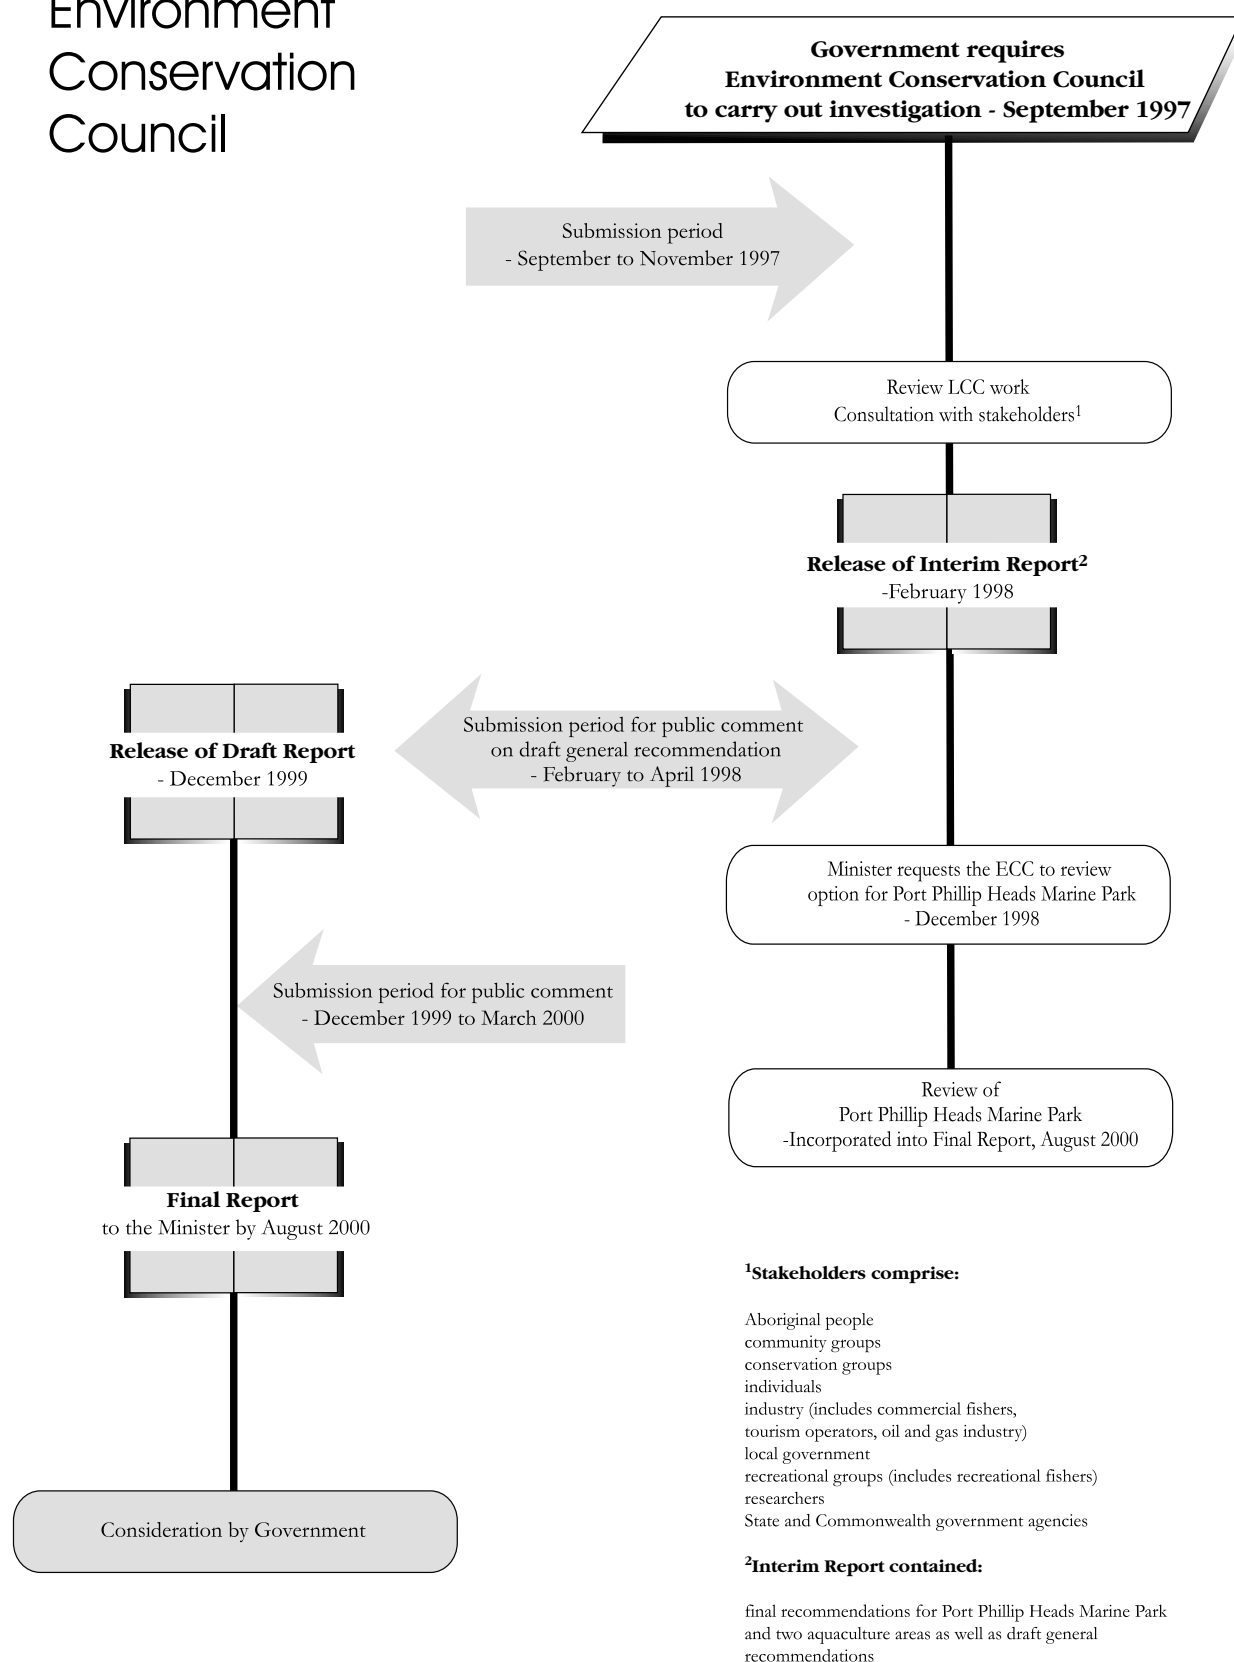 Environment
Conservation
Council
Government requires
Environment Conservation Council
to carry out investigation - September 1997
Submission period
- September to November 1997
Review LCC work
Consultation with stakeholders¹
Release of Interim Report²
-February 1998
Submission period for public comment
on draft general recommendation
- February to April 1998
Release of Draft Report
- December 1999
Minister requests the ECC to review
option for Port Phillip Heads Marine Park
- December 1998
Submission period for public comment
- December 1999 to March 2000
Review of
Port Phillip Heads Marine Park
-Incorporated into Final Report, August 2000
Final Report
to the Minister by August 2000
Consideration by Government
¹Stakeholders comprise:
Aboriginal people
community groups
conservation groups
individuals
industry (includes commercial fishers,
tourism operators, oil and gas industry)
local government
recreational groups (includes recreational fishers)
researchers
State and Commonwealth government agencies
²Interim Report contained:
final recommendations for Port Phillip Heads Marine Park
and two aquaculture areas as well as draft general
recommendations